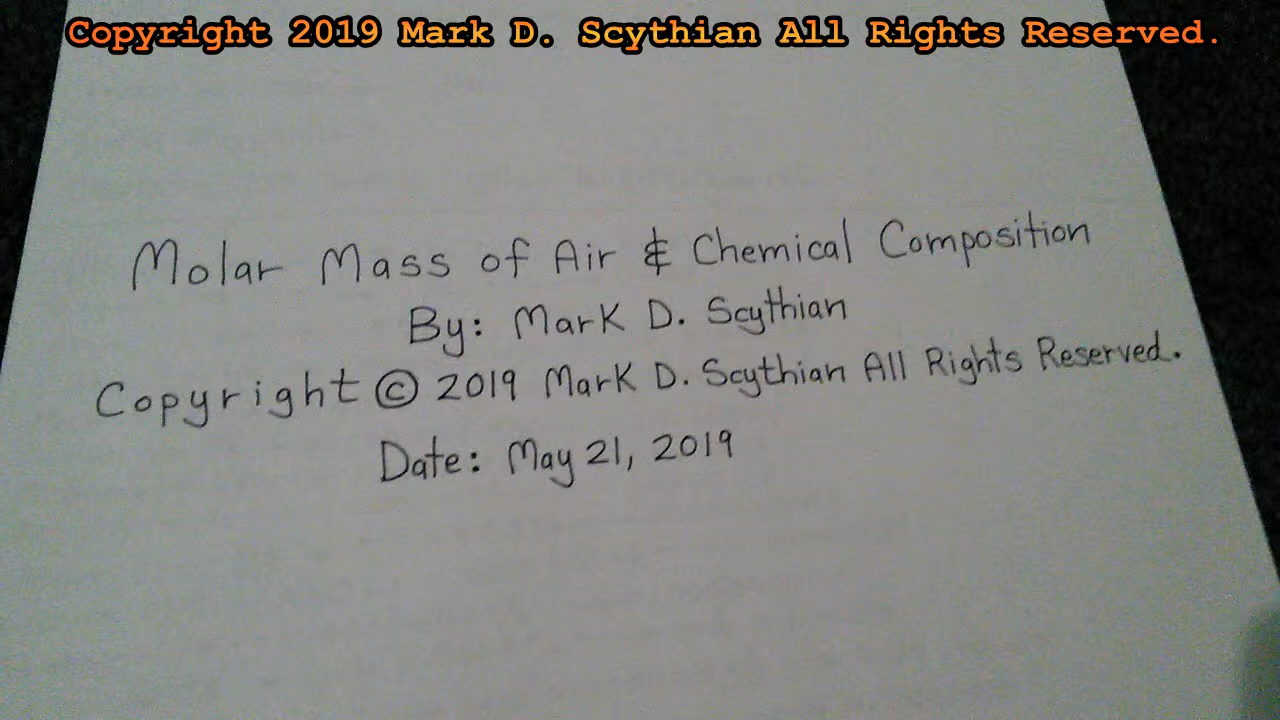 Copyright 2019 Mark D. Scythian All Rights Reserved.
Molar Mass of Air & Chemical Composition
By: Mark D. Scythian
Copyright © 2019 Mark D. Scythian All Rights Reserved.
Date: May 21, 2019